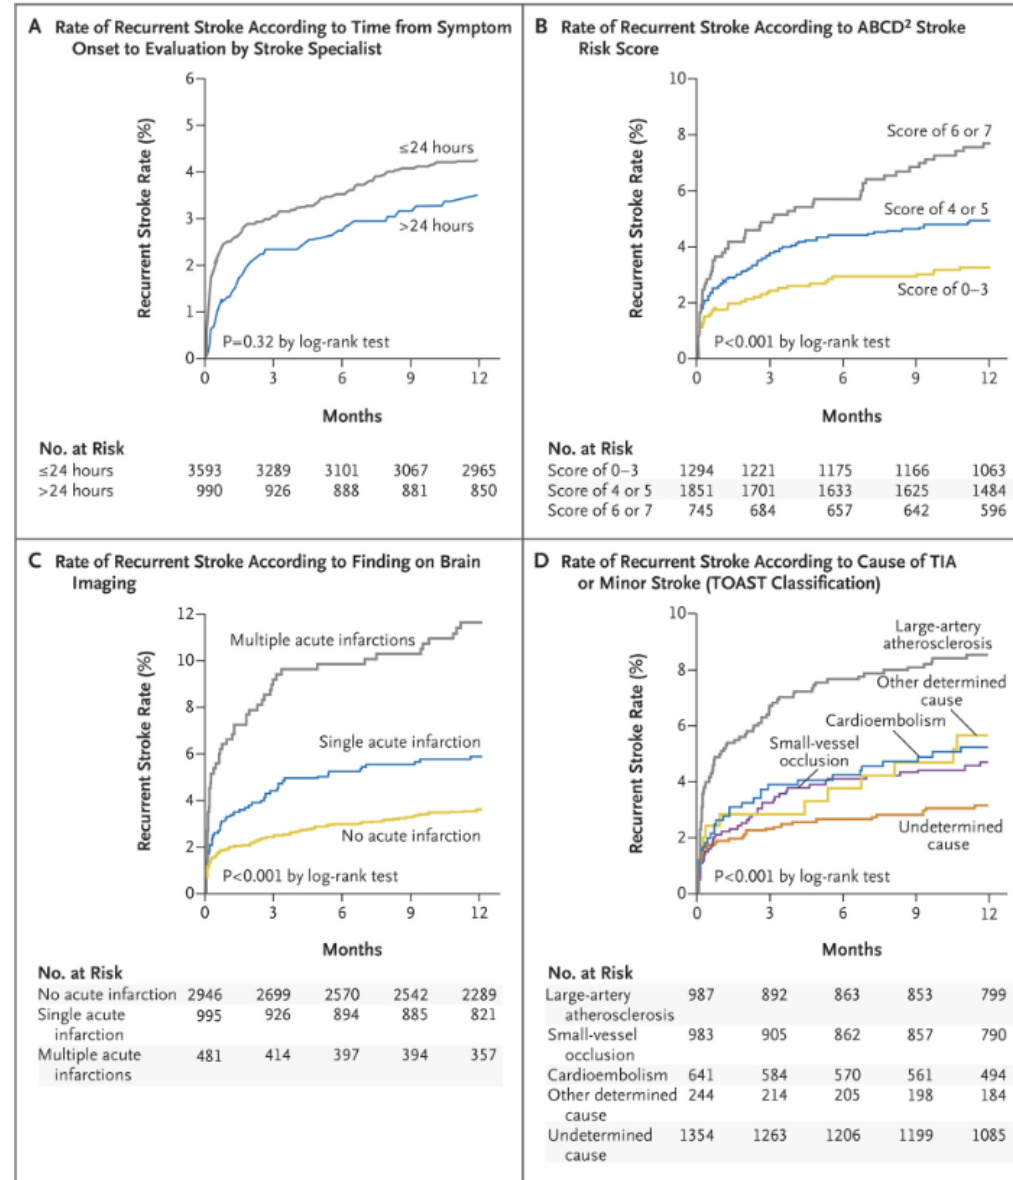 A Rate of Recurrent Stroke According to Time from Symptom
Onset to Evaluation by Stroke Specialist
6
5
4
3
2
1
0
Recurrent Stroke Rate (%)
≤24 hours
>24 hours
P=0.32 by log-rank test
0 3 6 9 12
Months
No. at Risk
≤24 hours 3593 3289 3101 3067 2965
>24 hours 990 926 888 881 850
B Rate of Recurrent Stroke According to ABCD² Stroke
Risk Score
10
8
6
4
2
0
Recurrent Stroke Rate (%)
Score of 6 or 7
Score of 4 or 5
Score of 0–3
P<0.001 by log-rank test
0 3 6 9 12
Months
No. at Risk
Score of 0–3 1294 1221 1175 1166 1063
Score of 4 or 5 1851 1701 1633 1625 1484
Score of 6 or 7 745 684 657 642 596
C Rate of Recurrent Stroke According to Finding on Brain
Imaging
12
10
8
6
4
2
0
Recurrent Stroke Rate (%)
Multiple acute infarctions
Single acute infarction
No acute infarction
P<0.001 by log-rank test
0 3 6 9 12
Months
No. at Risk
No acute infarction 2946 2699 2570 2542 2289
Single acute 995 926 894 885 821
infarction
Multiple acute 481 414 397 394 357
infarctions
D Rate of Recurrent Stroke According to Cause of TIA
or Minor Stroke (TOAST Classification)
10
8
6
4
2
0
Recurrent Stroke Rate (%)
Large-artery
atherosclerosis
Other determined
cause
Cardioembolism
Small-vessel
occlusion
Undetermined
cause
P<0.001 by log-rank test
0 3 6 9 12
Months
No. at Risk
Large-artery 987 892 863 853 799
atherosclerosis
Small-vessel 983 905 862 857 790
occlusion
Cardioembolism 641 584 570 561 494
Other determined 244 214 205 198 184
cause
Undetermined 1354 1263 1206 1199 1085
cause